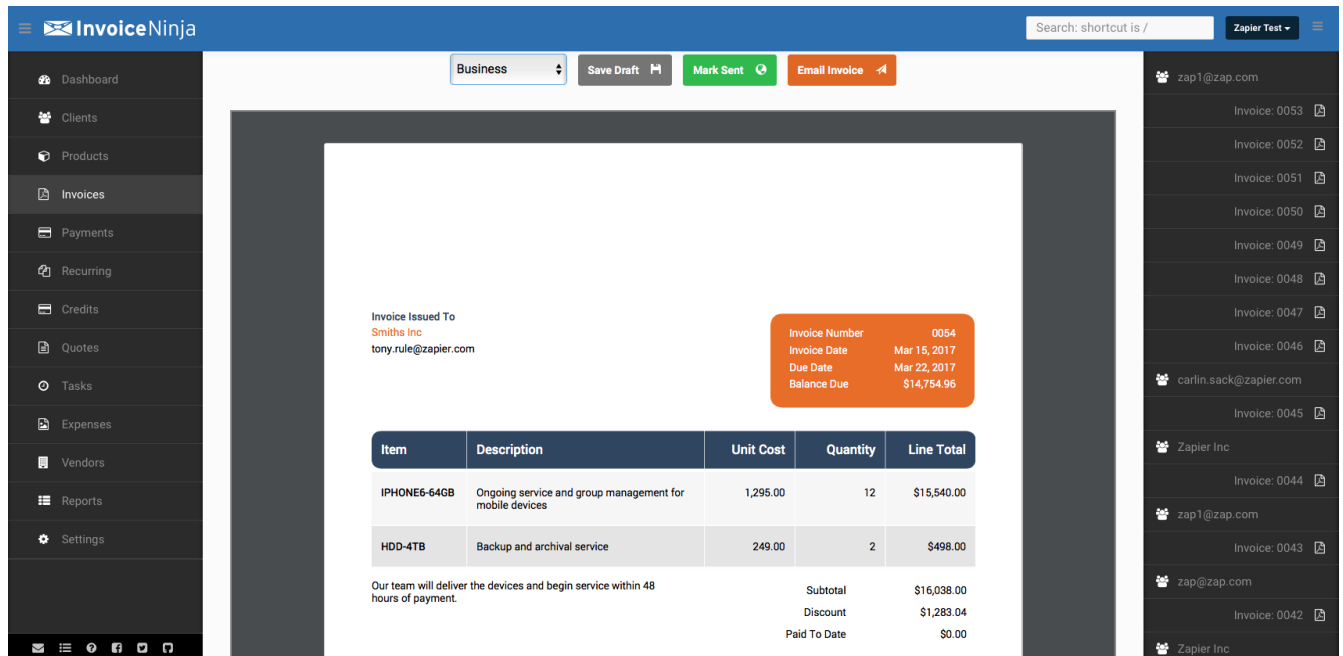 InvoiceNinja
Search: shortcut is /
Zapier Test
Dashboard
Clients
Products
Invoices
Payments
Recurring
Credits
Quotes
Tasks
Expenses
Vendors
Reports
Settings
Business
Save Draft
Mark Sent
Email Invoice
Invoice Issued To
Smiths Inc
tony.rule@zapier.com
Invoice Number 0054
Invoice Date Mar 15, 2017
Due Date Mar 22, 2017
Balance Due $14,754.96
Item Description Unit Cost Quantity Line Total
IPHONE6-64GB Ongoing service and group management for 1,295.00 12 $15,540.00
mobile devices
HDD-4TB Backup and archival service 249.00 2 $498.00
Our team will deliver the devices and begin service within 48
hours of payment.
Subtotal $16,038.00
Discount $1,283.04
Paid To Date $0.00
zap1@zap.com
Invoice: 0053
Invoice: 0052
Invoice: 0051
Invoice: 0050
Invoice: 0049
Invoice: 0048
Invoice: 0047
Invoice: 0046
carlin.sack@zapier.com
Invoice: 0045
Zapier Inc
Invoice: 0044
zap1@zap.com
Invoice: 0043
zap@zap.com
Invoice: 0042
Zapier Inc